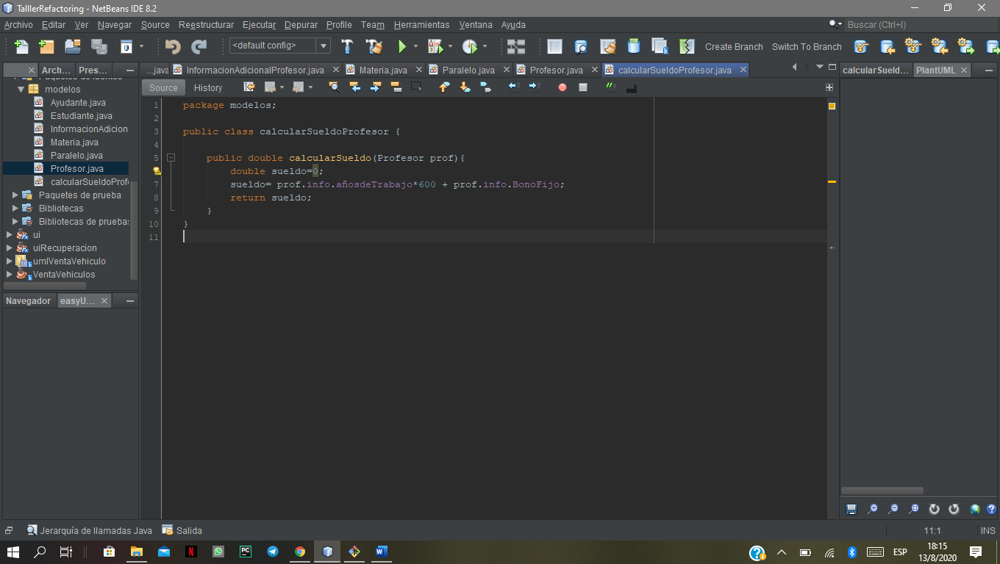 TalllerRefactoring - NetBeans IDE 8.2
Archivo Editar Ver Navegar Source Reestructurar Ejecutar Depurar Profile Team Herramientas Ventana Ayuda
Buscar (Ctrl+I)
<default config>
Create Branch Switch To Branch
Arch... Pres...
...java InformacionAdicionalProfesor.java Materia.java Paralelo.java Profesor.java calcularSueldoProfesor.java
calcularSueld... PlantUML
Source History
modelos
Ayudante.java
Estudiante.java
InformacionAdicion
Materia.java
Paralelo.java
Profesor.java
calcularSueldoProf
Paquetes de prueba
Bibliotecas
Bibliotecas de pruebas
ui
uiRecuperacion
umlVentaVehiculo
VentaVehiculos
Navegador easyU...
1 package modelos;
2
3 public class calcularSueldoProfesor {
4
5 public double calcularSueldo(Profesor prof){
double sueldo=0;
7 sueldo= prof.info.añosdeTrabajo*600 + prof.info.BonoFijo;
8 return sueldo;
9 }
10 }
11
Jerarquía de llamadas Java Salida
11:1 INS
ESP
18:15
13/8/2020